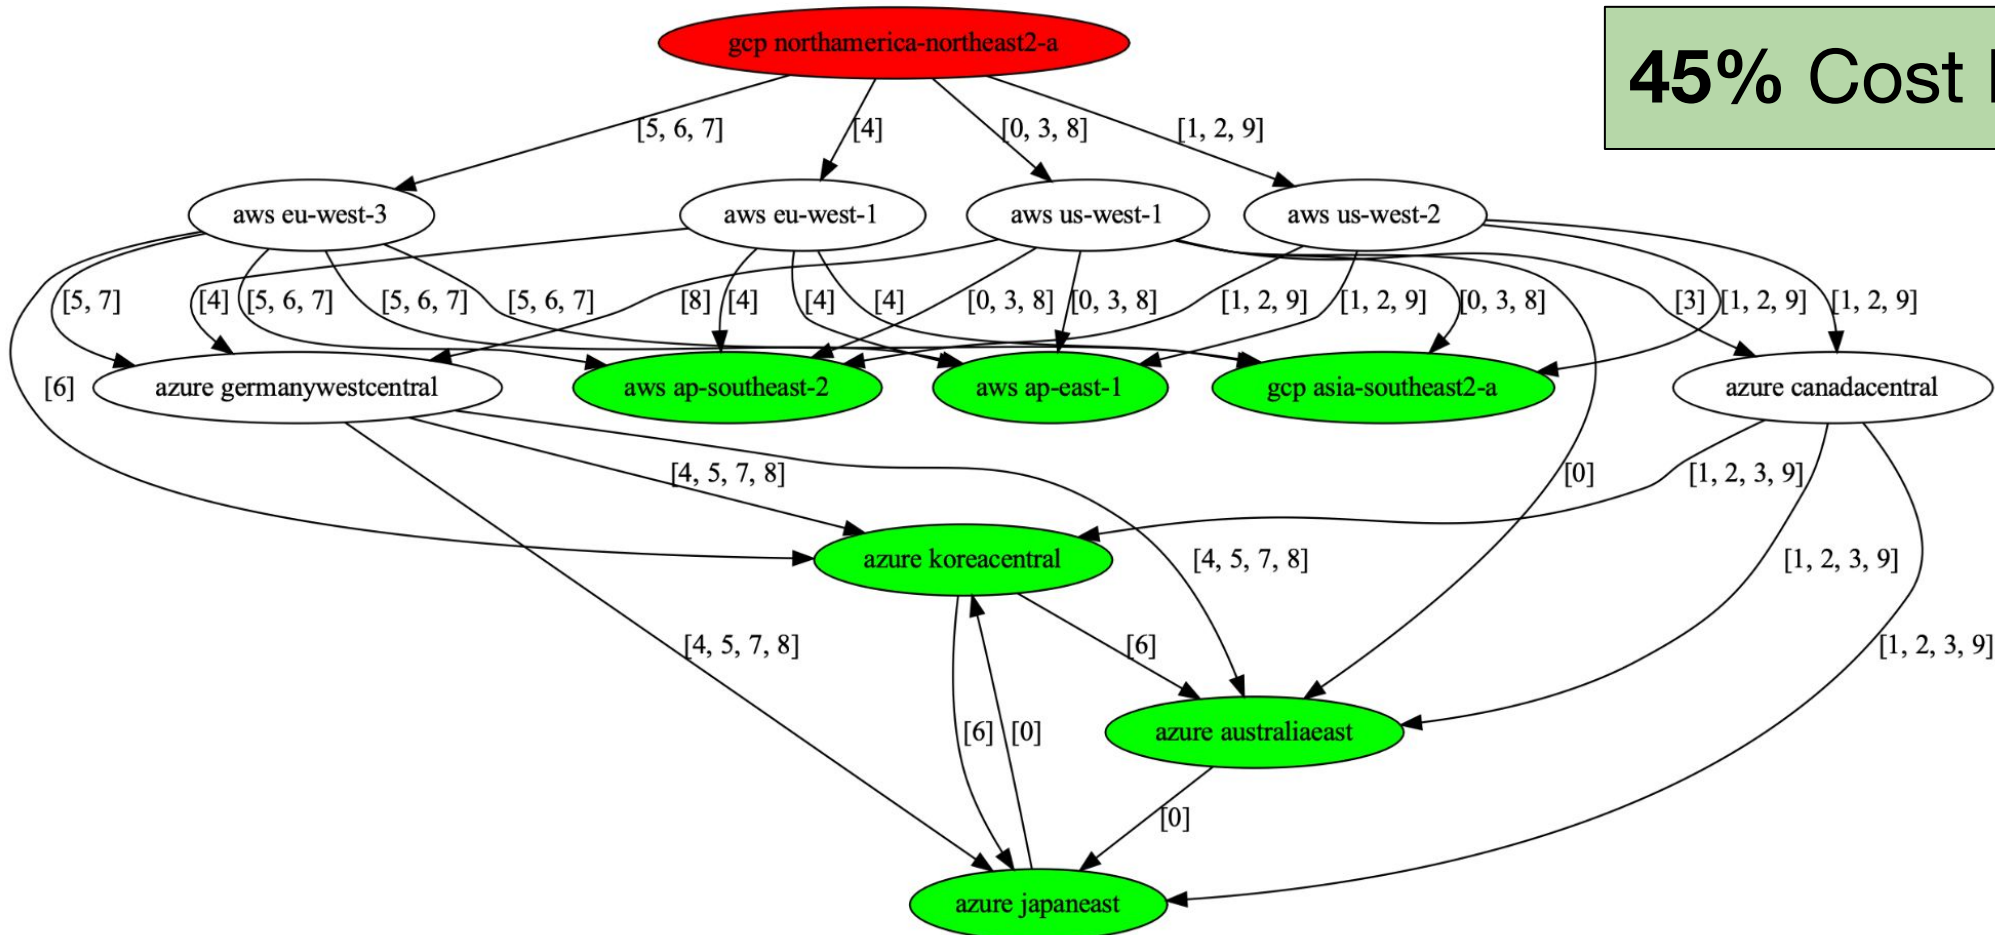 gcp northamerica-northeast2-a
45% Cost
[5, 6, 7]
[4]
[0, 3, 8]
[1, 2, 9]
aws eu-west-3
aws eu-west-1
aws us-west-1
aws us-west-2
[5, 7]
[4]
[5, 6, 7]
[5, 6, 7]
[5, 6, 7]
[8]
[4]
[4]
[4]
[0, 3, 8]
[0, 3, 8]
[1, 2, 9]
[1, 2, 9]
[0, 3, 8]
[3]
[1, 2, 9]
[1, 2, 9]
[6]
azure germanywestcentral
aws ap-southeast-2
aws ap-east-1
gcp asia-southeast2-a
azure canadacentral
[4, 5, 7, 8]
[0]
[1, 2, 3, 9]
azure koreacentral
[4, 5, 7, 8]
[1, 2, 3, 9]
[4, 5, 7, 8]
[6]
[1, 2, 3, 9]
[6]
[0]
azure australiaeast
[0]
azure japaneast